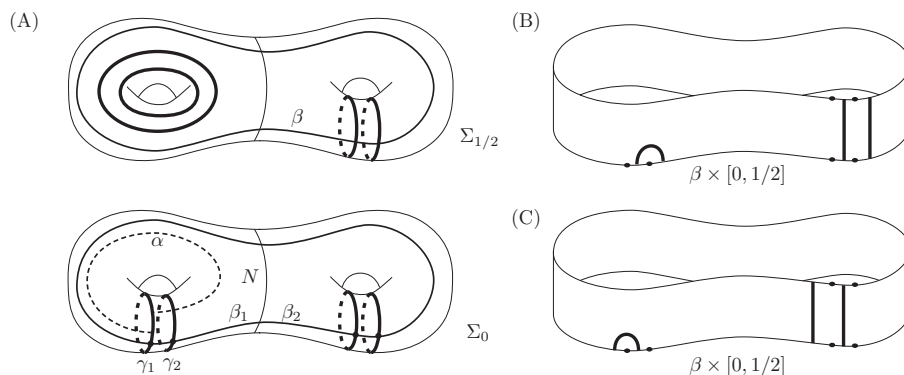 (A)
β
Σ1/2
α
N
β1
β2
γ1
γ2
Σ0
(B)
β × [0, 1/2]
(C)
β × [0, 1/2]